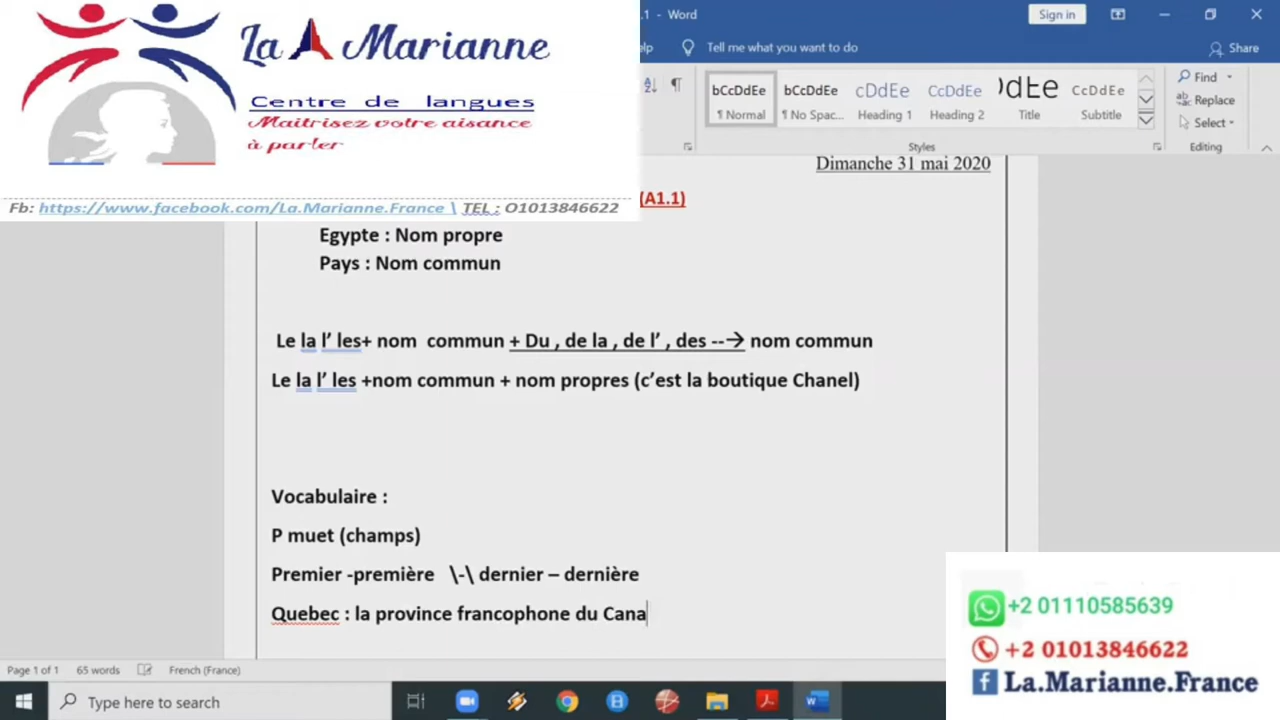 La Marianne
Centre de langues
Maîtrisez votre aisance
à parler
Fb: https://www.facebook.com/La.Marianne.France \ TEL : O1013846622
.1 - Word
Sign in
elp
Tell me what you want to do
Share
bCcDdEe
¶ Normal
bCcDdEe
¶ No Spac...
cDdEe
Heading 1
CcDdEe
Heading 2
Title
CcDdEe
Subtitle
Styles
Find
Replace
Select
Editing
Dimanche 31 mai 2020
(A1.1)
Egypte : Nom propre
Pays : Nom commun
Le la l’ les+ nom commun + Du , de la , de l’ , des --→ nom commun
Le la l’ les +nom commun + nom propres (c’est la boutique Chanel)
Vocabulaire :
P muet (champs)
Premier -première \-\ dernier – dernière
Quebec : la province francophone du Cana
+2 01110585639
+2 01013846622
La.Marianne.France
Page 1 of 1
65 words
French (France)
Type here to search